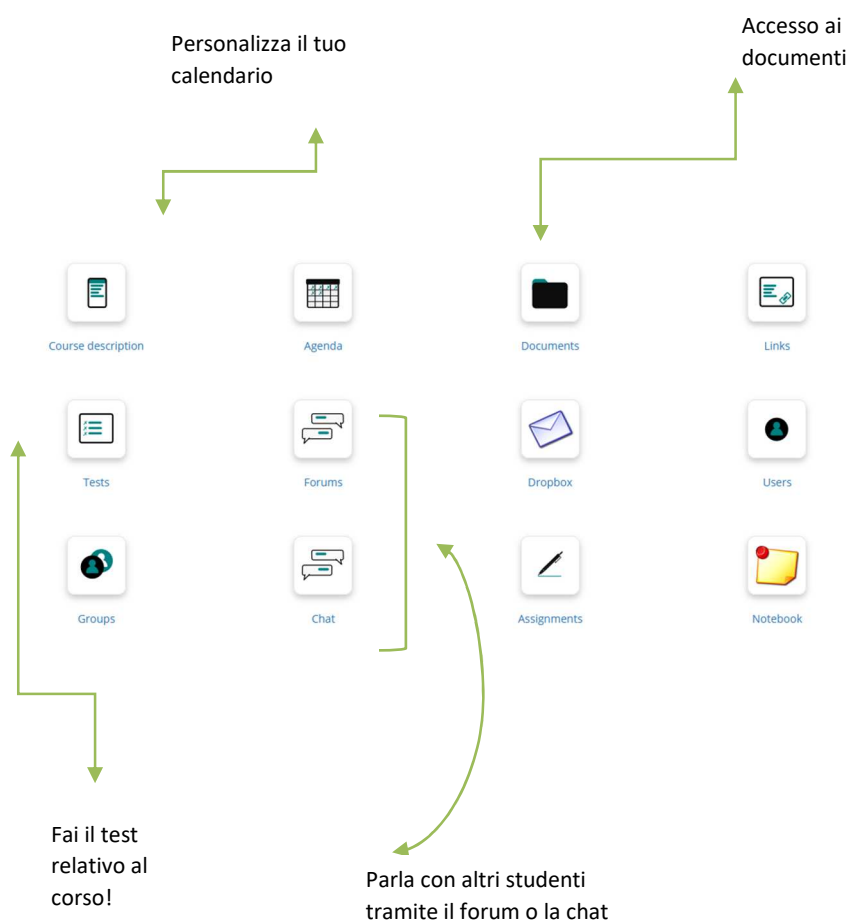 Personalizza il tuo
calendario
Accesso ai
documenti
Course description
Agenda
Documents
Links
Tests
Forums
Dropbox
Users
Groups
Chat
Assignments
Notebook
Fai il test
relativo al
corso!
Parla con altri studenti
tramite il forum o la chat